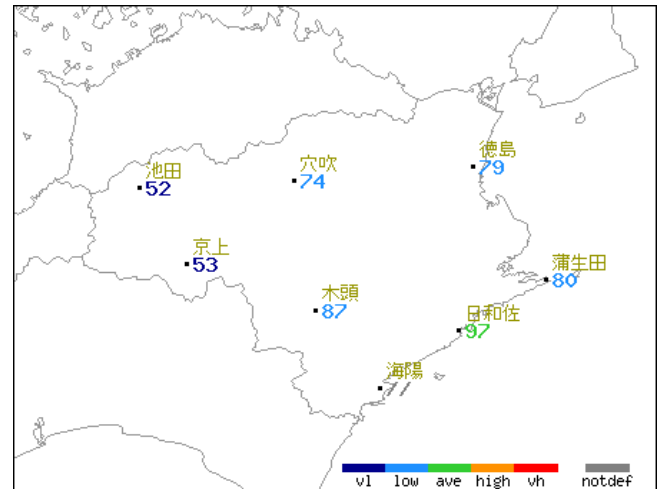 徳島
79
穴吹
74
池田
52
京上
53
蒲生田
80
木頭
87
日和佐
97
海陽
vl low ave high vh notdef